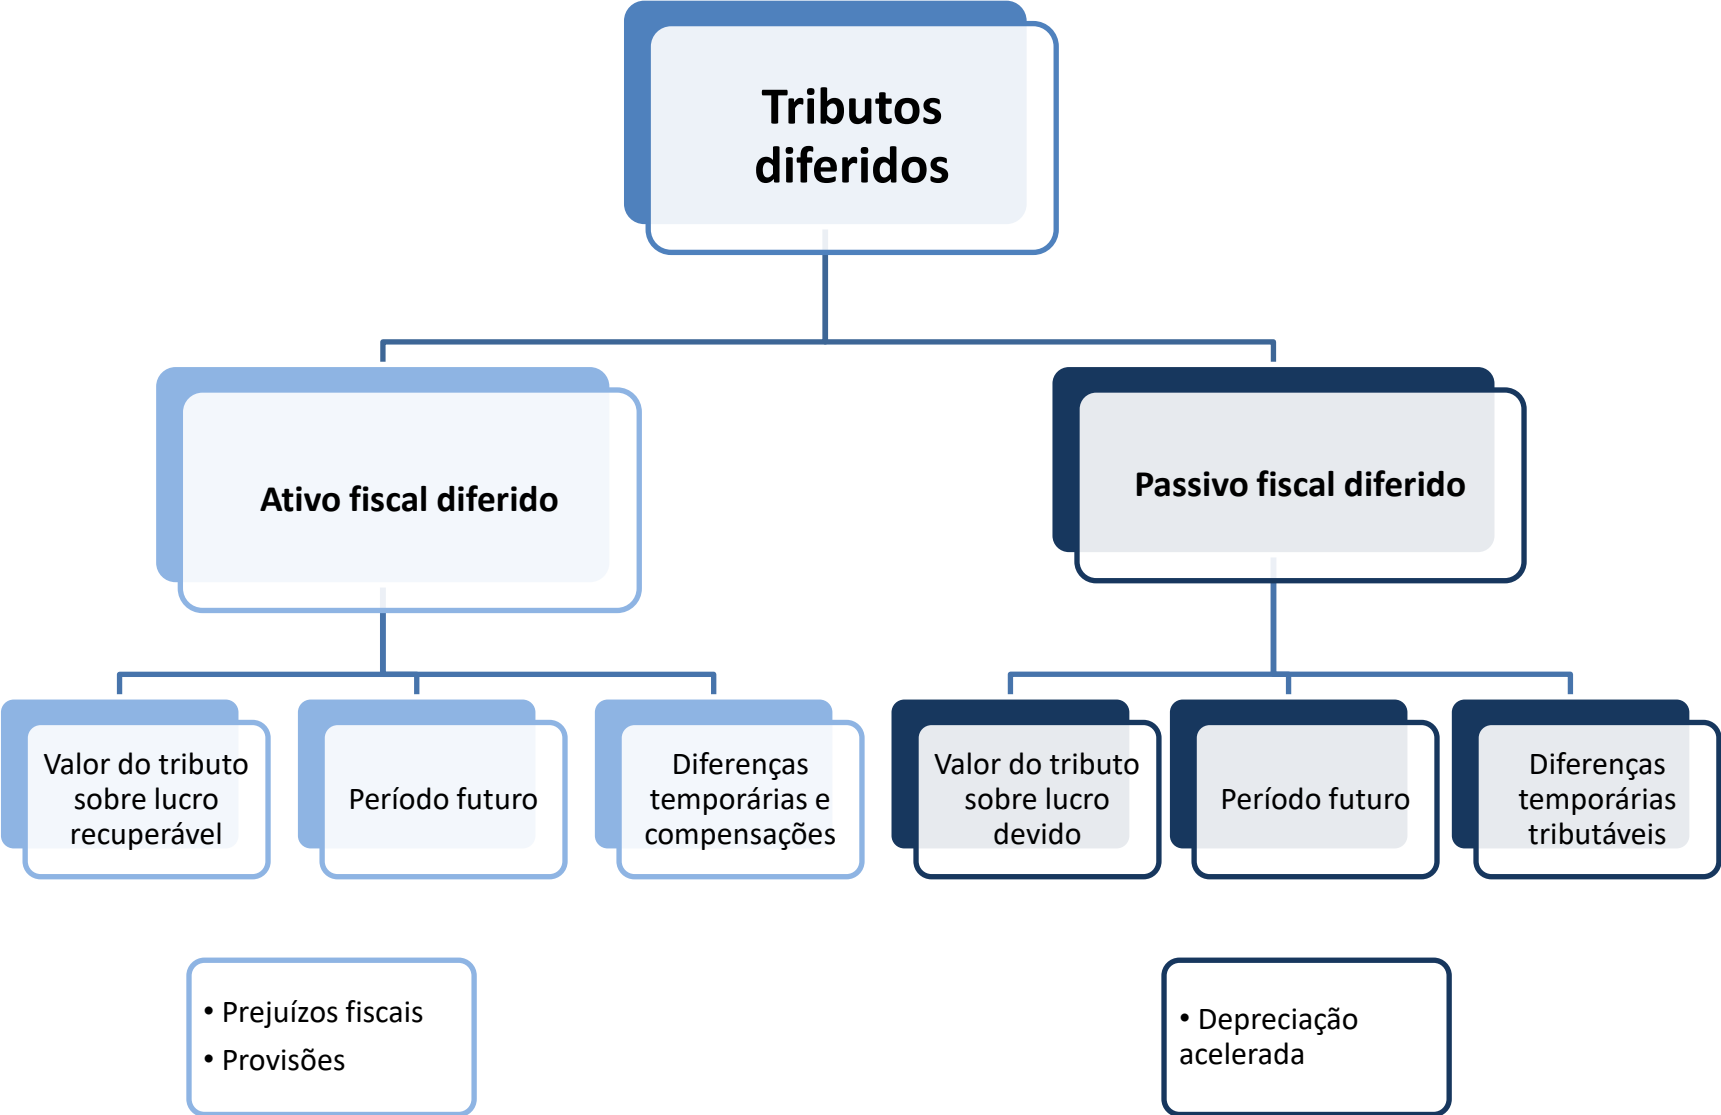 Tributos
diferidos
Ativo fiscal diferido
Passivo fiscal diferido
Valor do tributo
sobre lucro
recuperável
Período futuro
Diferenças
temporárias e
compensações
Valor do tributo
sobre lucro
devido
Período futuro
Diferenças
temporárias
tributáveis
• Prejuízos fiscais
• Provisões
• Depreciação
acelerada